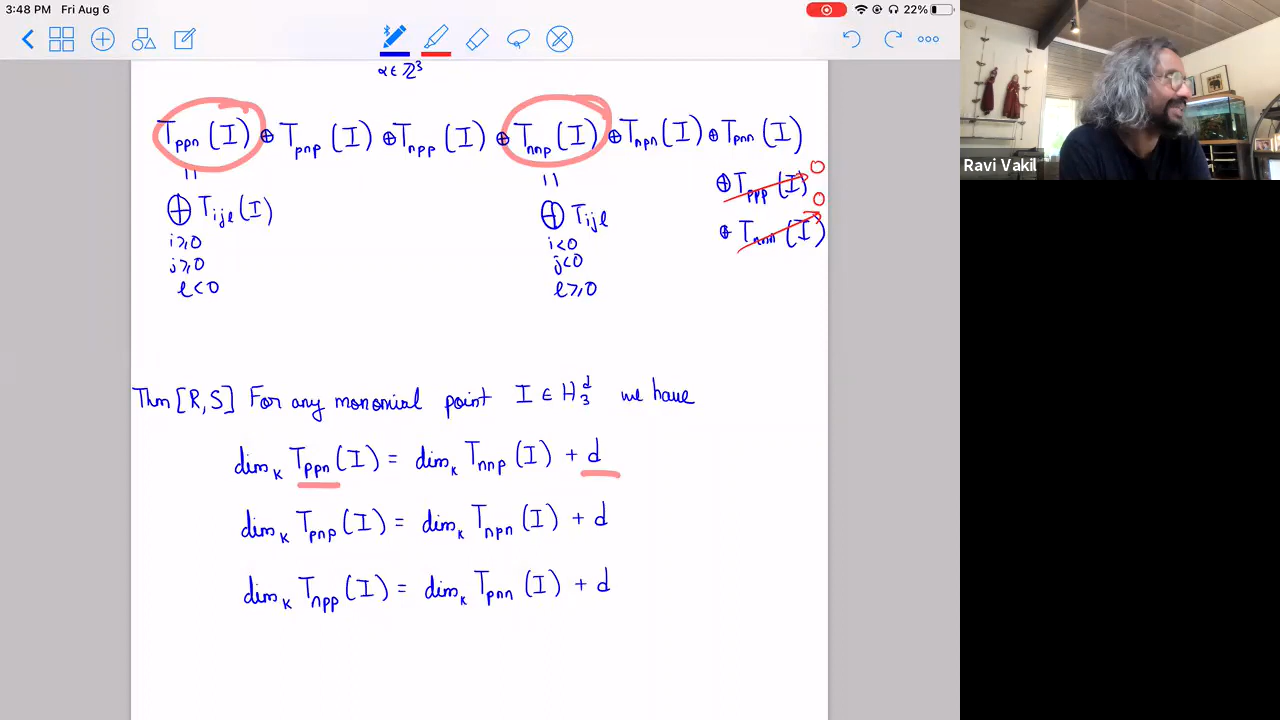 3:48 PM Fri Aug 6
22%
α∈ℤ³
T_ppn(I) ⊕ T_pnp(I) ⊕ T_npp(I) ⊕ T_nnp(I) ⊕ T_npn(I) ⊕ T_pnn(I)
⊕ T_ppp(I) 0
⊕ T_nnn(I) 0
= =
⊕ T_ijl(I) ⊕ T_ijl
i≥0 i<0
j≥0 j<0
l<0 l≥0
Thm [R,S] For any monomial point I ∈ H_3^d we have
dim_K T_ppn(I) = dim_K T_nnp(I) + d
dim_K T_pnp(I) = dim_K T_npn(I) + d
dim_K T_npp(I) = dim_K T_pnn(I) + d
Ravi Vakil